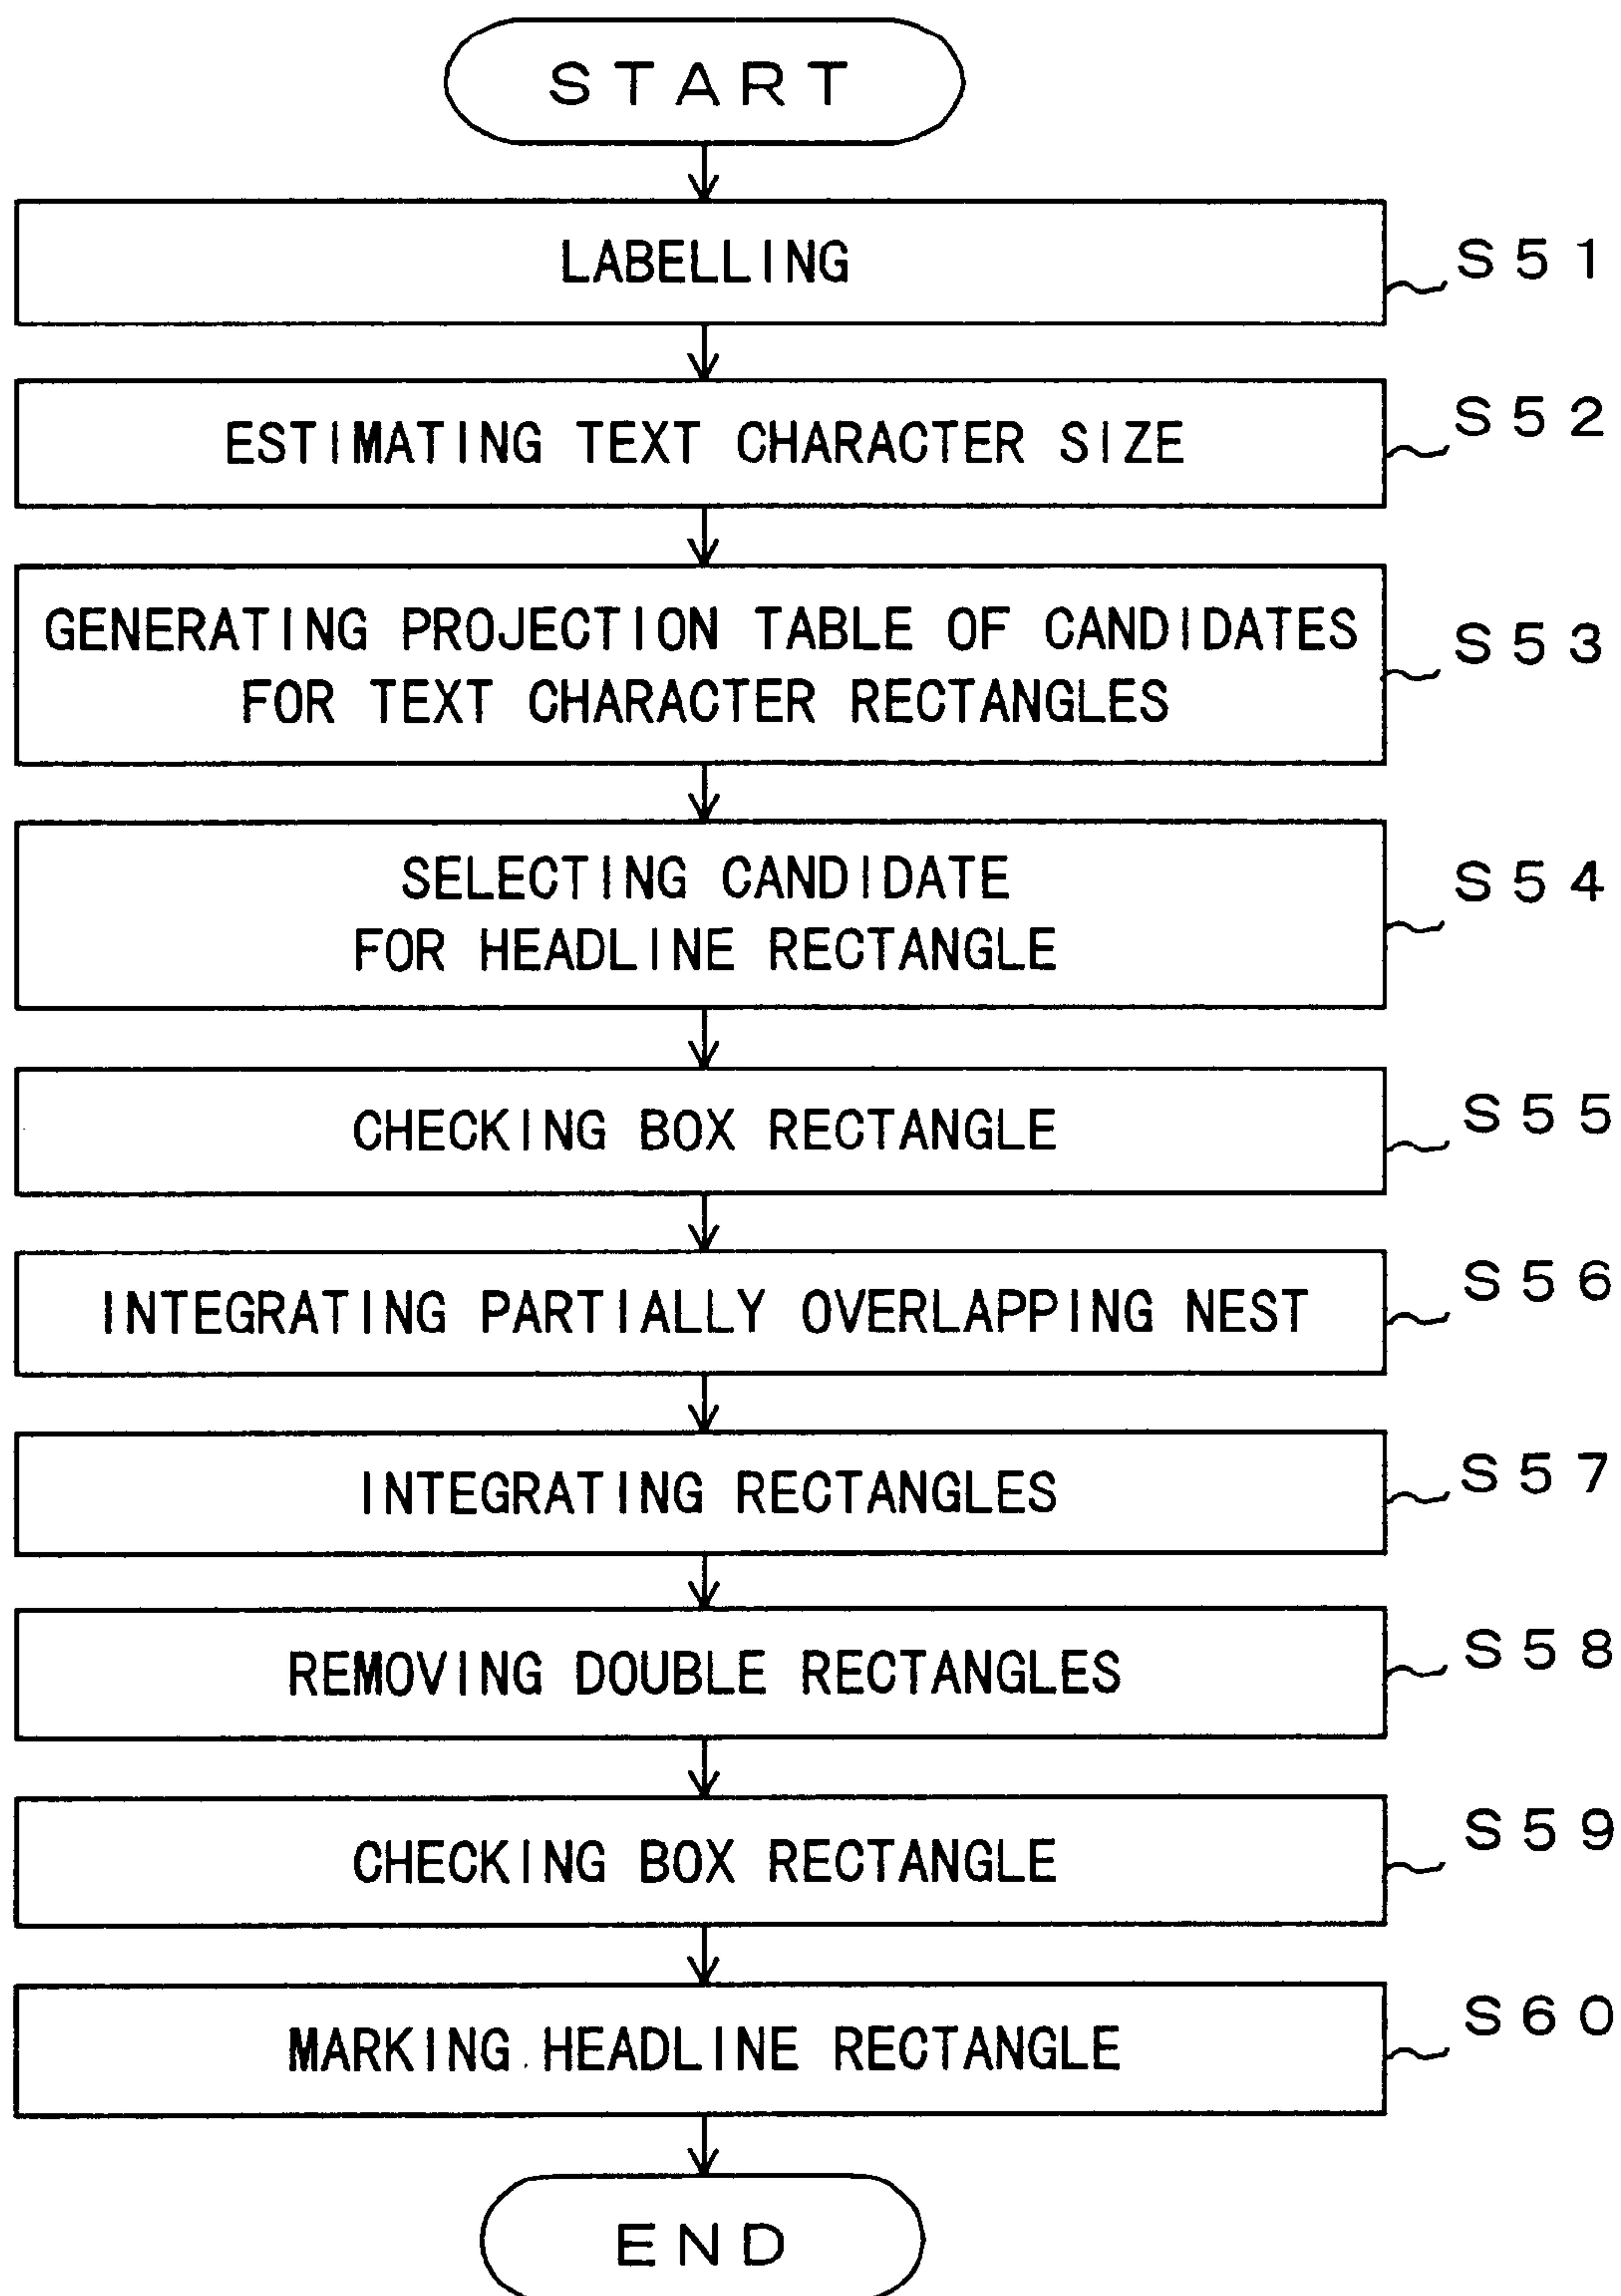 START
LABELLING
S51
ESTIMATING TEXT CHARACTER SIZE
S52
GENERATING PROJECTION TABLE OF CANDIDATES
FOR TEXT CHARACTER RECTANGLES
S53
SELECTING CANDIDATE
FOR HEADLINE RECTANGLE
S54
CHECKING BOX RECTANGLE
S55
INTEGRATING PARTIALLY OVERLAPPING NEST
S56
INTEGRATING RECTANGLES
S57
REMOVING DOUBLE RECTANGLES
S58
CHECKING BOX RECTANGLE
S59
MARKING HEADLINE RECTANGLE
S60
END